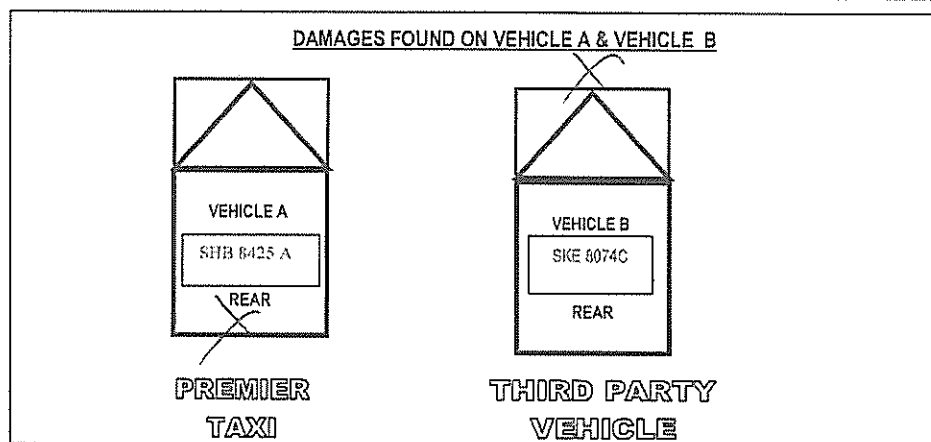 DAMAGES FOUND ON VEHICLE A & VEHICLE B
VEHICLE A
SHB 8425 A
REAR
PREMIER
TAXI
VEHICLE B
SKE 8074C
REAR
THIRD PARTY
VEHICLE